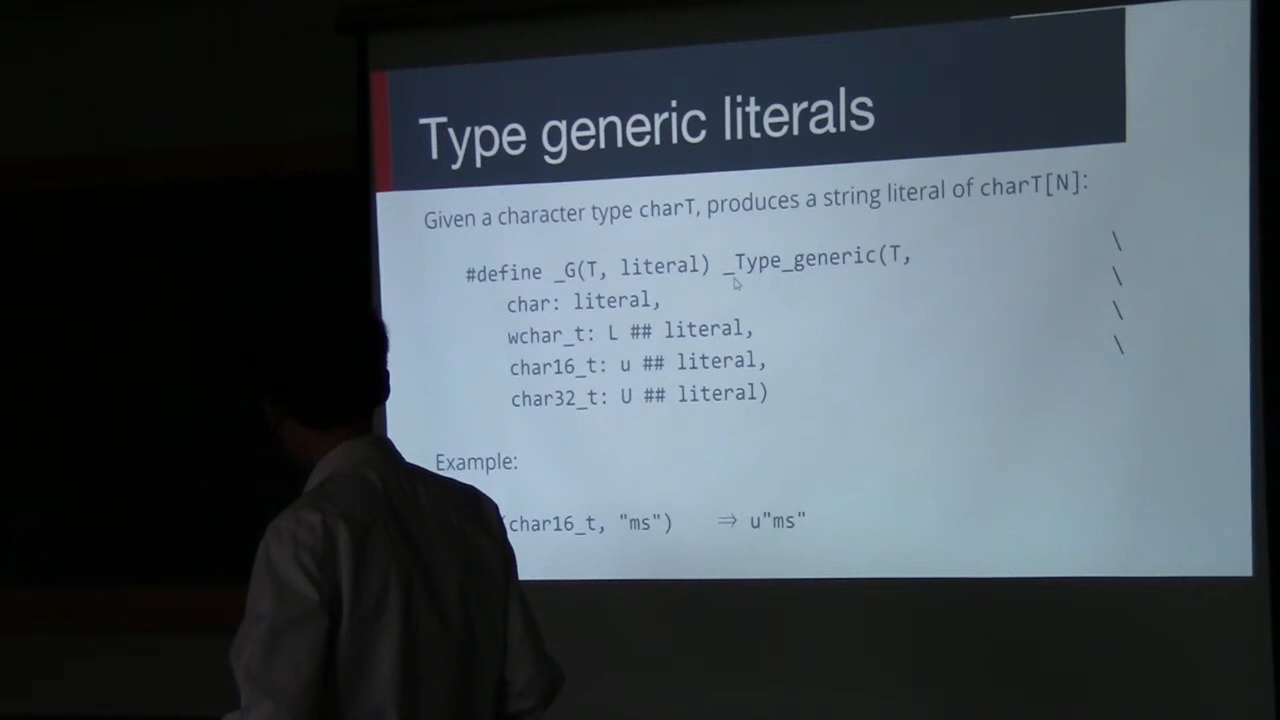 Type generic literals
Given a character type charT, produces a string literal of charT[N]:
#define _G(T, literal) _Type_generic(T, \
char: literal, \
wchar_t: L ## literal, \
char16_t: u ## literal, \
char32_t: U ## literal)
Example:
(char16_t, "ms") ⇒ u"ms"